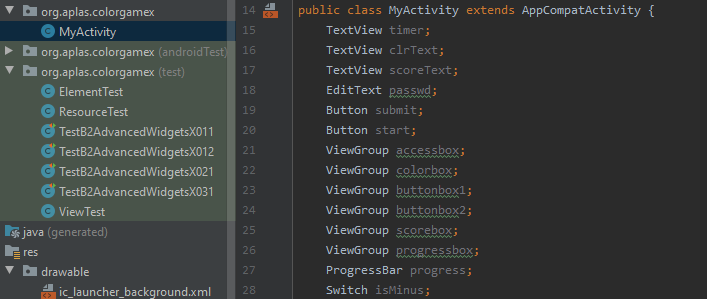 org.aplas.colorgamex
MyActivity
org.aplas.colorgamex (androidTest)
org.aplas.colorgamex (test)
ElementTest
ResourceTest
TestB2AdvancedWidgetsX011
TestB2AdvancedWidgetsX012
TestB2AdvancedWidgetsX021
TestB2AdvancedWidgetsX031
ViewTest
java (generated)
res
drawable
ic_launcher_background.xml
14 public class MyActivity extends AppCompatActivity {
15 TextView timer;
16 TextView clrText;
17 TextView scoreText;
18 EditText passwd;
19 Button submit;
20 Button start;
21 ViewGroup accessbox;
22 ViewGroup colorbox;
23 ViewGroup buttonbox1;
24 ViewGroup buttonbox2;
25 ViewGroup scorebox;
26 ViewGroup progressbox;
27 ProgressBar progress;
28 Switch isMinus;